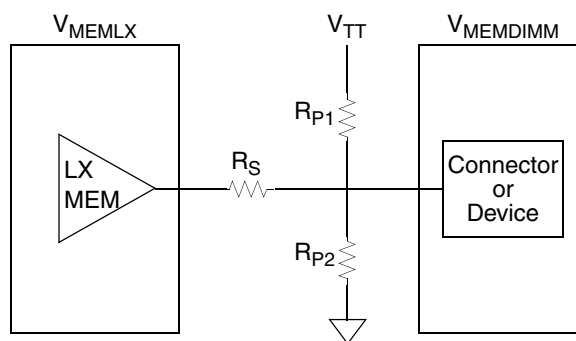 V_MEMLX
V_TT
V_MEMDIMM
R_P1
LX
MEM
R_S
Connector
or
Device
R_P2